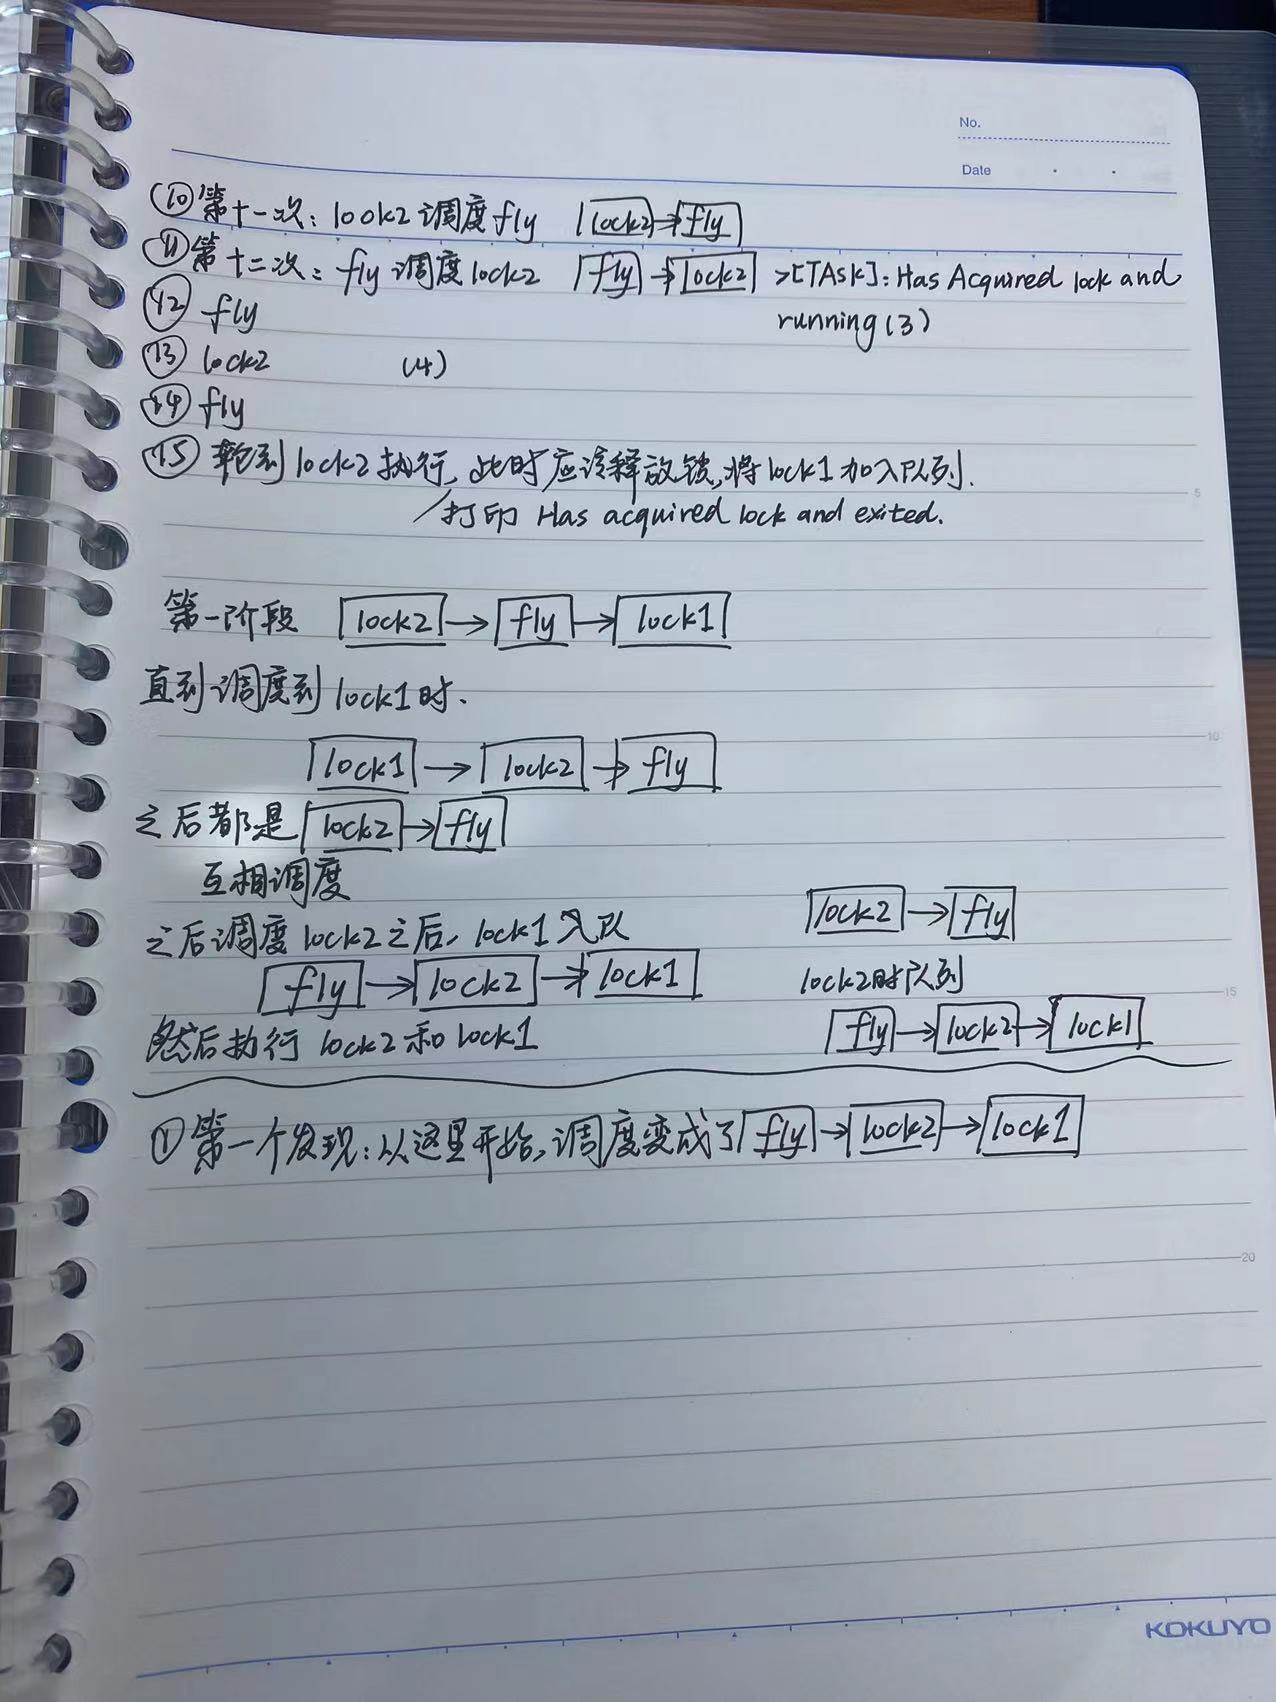 No.
Date
⑩ 第十一次: lock2 调度 fly lock2 → fly
⑪ 第十二次: fly 调度 lock2 fly → lock2 >[TASK]: Has Acquired lock and
running (3)
⑫ fly
⑬ lock2 (4)
⑭ fly
⑮ 轮到 lock2 执行, 此时应该释放锁, 将 lock1 加入队列.
/打印 Has acquired lock and exited.
5
第一阶段 lock2 → fly → lock1
直到调度到 lock1 时.
lock1 → lock2 → fly
10
之后都是 lock2 → fly
互相调度
之后调度 lock2 之后, lock1 入队 lock2 → fly
fly → lock2 → lock1 lock2时队列
15
然后执行 lock2 和 lock1 fly → lock2 → lock1
① 第一个发现: 从这里开始, 调度变成了 fly → lock2 → lock1
20
KOKUYO